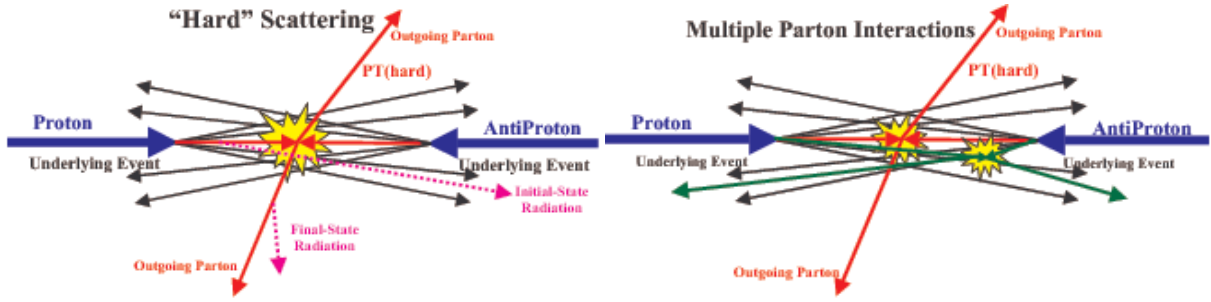 “Hard” Scattering
Outgoing Parton
PT(hard)
Proton
AntiProton
Underlying Event
Underlying Event
Initial-State
Radiation
Final-State
Radiation
Outgoing Parton
Multiple Parton Interactions
Outgoing Parton
PT(hard)
Proton
AntiProton
Underlying Event
Underlying Event
Outgoing Parton